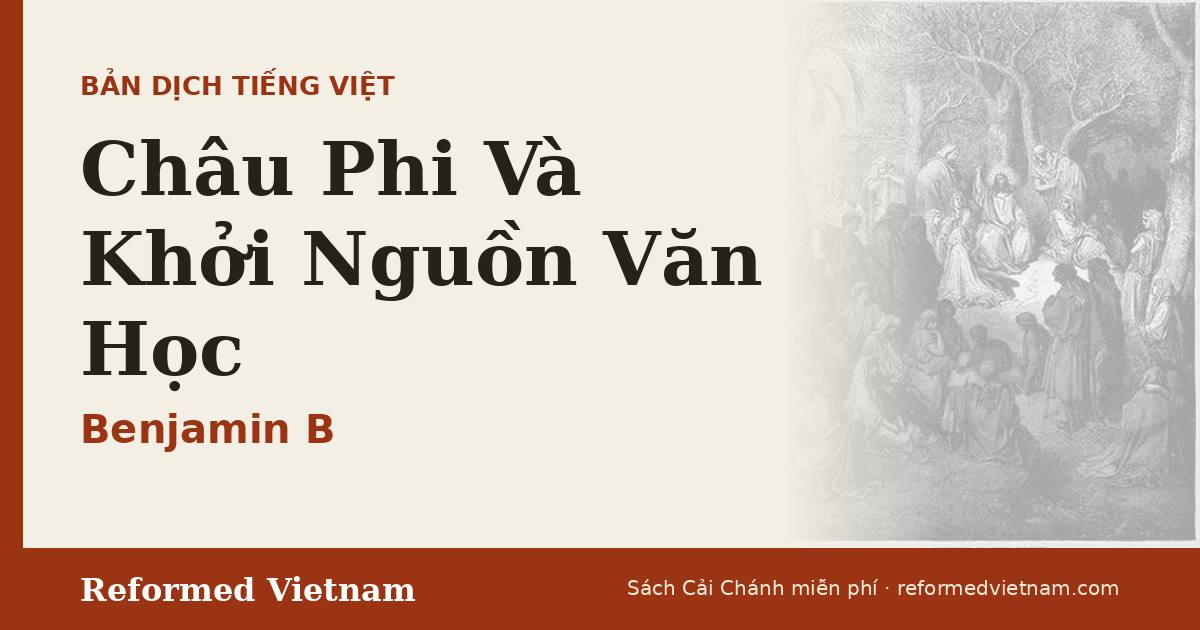 BẢN DỊCH TIẾNG VIỆT
Châu Phi Và
Khởi Nguồn Văn
Học
Benjamin B
Reformed Vietnam
Sách Cải Chánh miễn phí · reformedvietnam.com